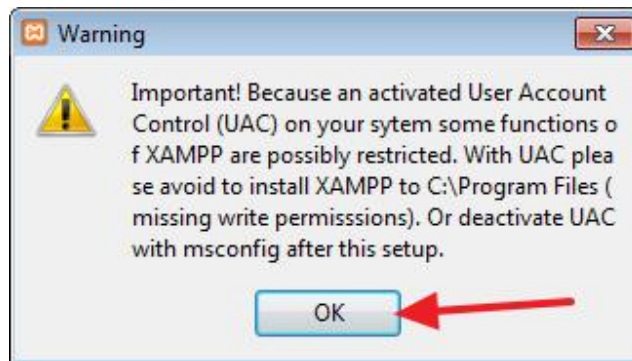 Warning
Important! Because an activated User Account
Control (UAC) on your sytem some functions o
f XAMPP are possibly restricted. With UAC plea
se avoid to install XAMPP to C:\Program Files (
missing write permisssions). Or deactivate UAC
with msconfig after this setup.
OK